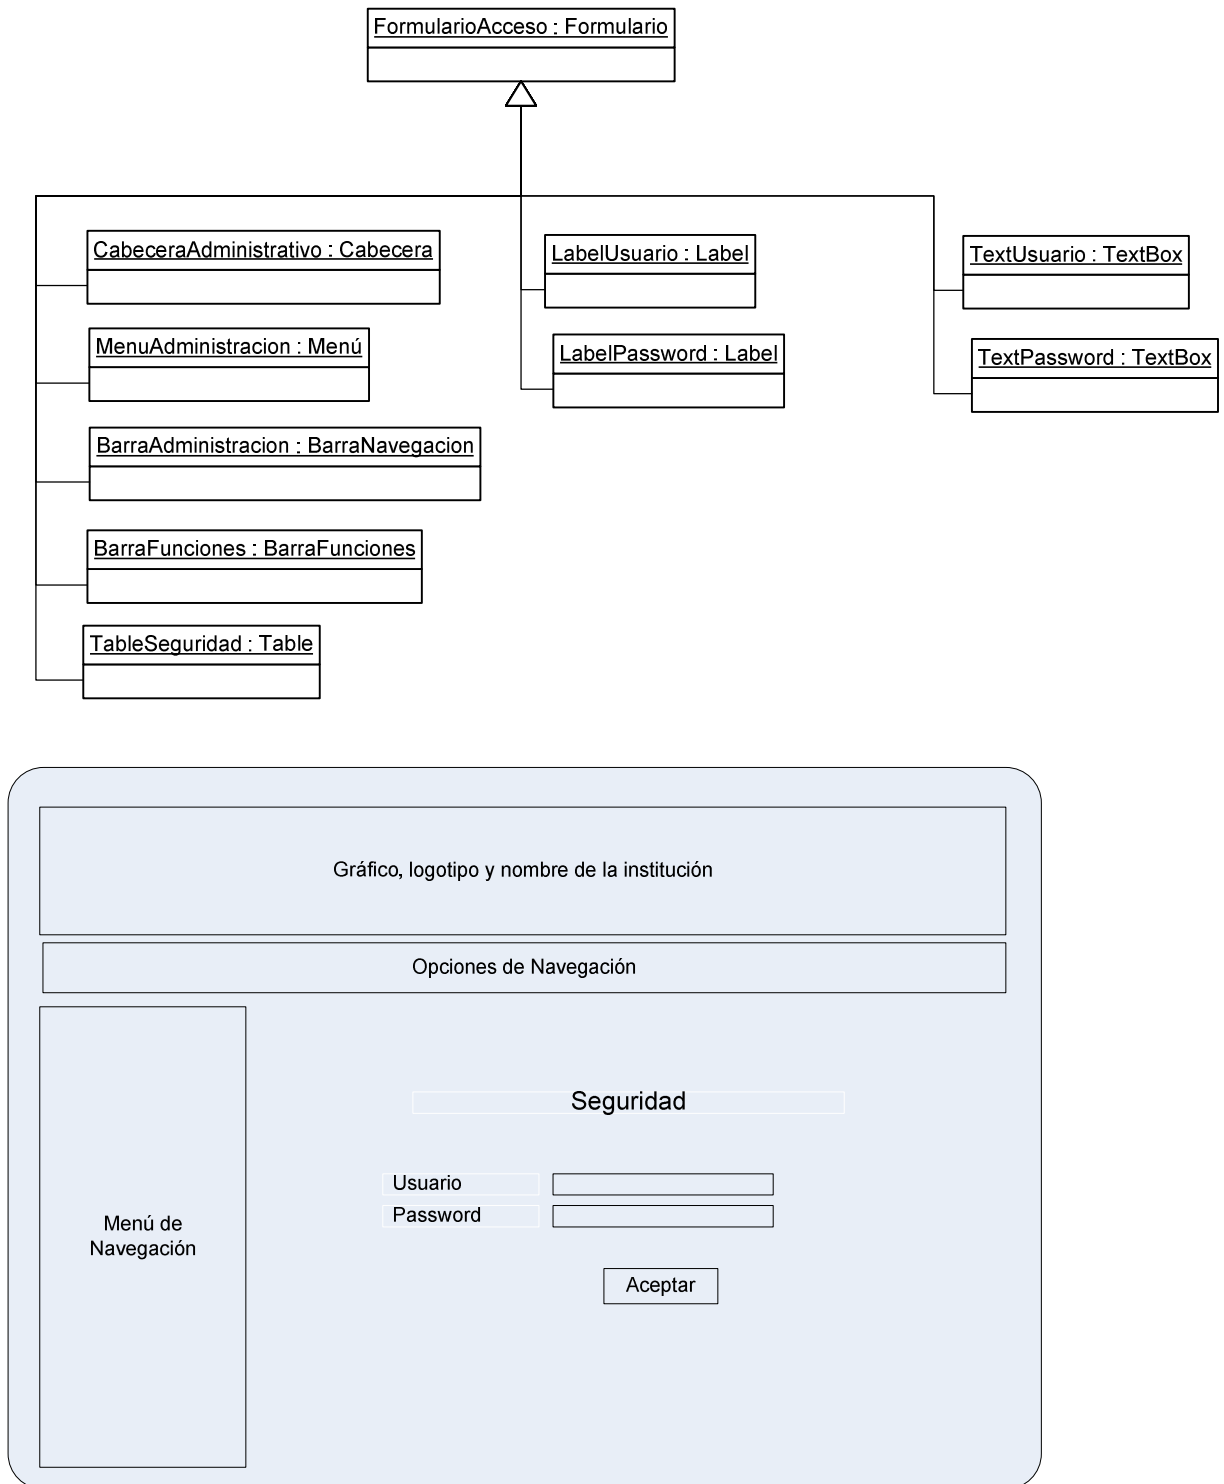 FormularioAcceso : Formulario
CabeceraAdministrativo : Cabecera
MenuAdministracion : Menú
BarraAdministracion : BarraNavegacion
BarraFunciones : BarraFunciones
TableSeguridad : Table
LabelUsuario : Label
LabelPassword : Label
TextUsuario : TextBox
TextPassword : TextBox
Gráfico, logotipo y nombre de la institución
Opciones de Navegación
Menú de
Navegación
Seguridad
Usuario
Password
Aceptar